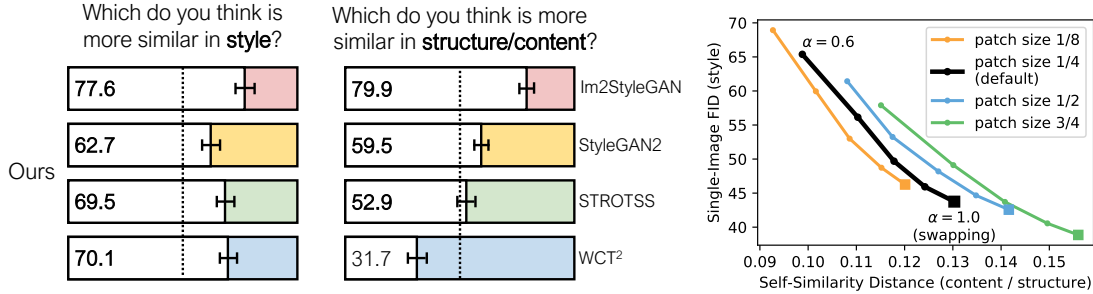 Which do you think is
more similar in style?
Ours
77.6
62.7
69.5
70.1
Which do you think is more
similar in structure/content?
79.9
Im2StyleGAN
59.5
StyleGAN2
52.9
STROTSS
31.7
WCT²
Single-Image FID (style)
70
65
60
55
50
45
40
α = 0.6
α = 1.0
(swapping)
patch size 1/8
patch size 1/4
(default)
patch size 1/2
patch size 3/4
0.09 0.10 0.11 0.12 0.13 0.14 0.15
Self-Similarity Distance (content / structure)